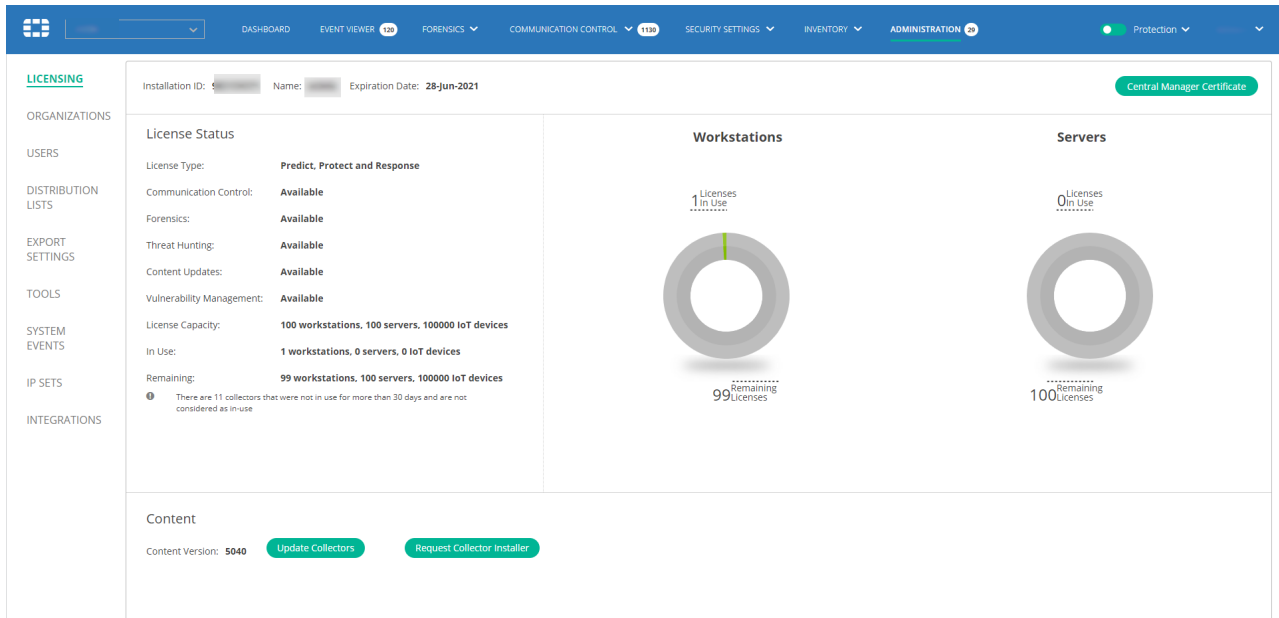 DASHBOARD EVENT VIEWER 120 FORENSICS COMMUNICATION CONTROL 1130 SECURITY SETTINGS INVENTORY ADMINISTRATION 29 Protection
LICENSING
ORGANIZATIONS
USERS
DISTRIBUTION
LISTS
EXPORT
SETTINGS
TOOLS
SYSTEM
EVENTS
IP SETS
INTEGRATIONS
Installation ID: Name: Expiration Date: 28-Jun-2021
Central Manager Certificate
License Status
License Type: Predict, Protect and Response
Communication Control: Available
Forensics: Available
Threat Hunting: Available
Content Updates: Available
Vulnerability Management: Available
License Capacity: 100 workstations, 100 servers, 100000 IoT devices
In Use: 1 workstations, 0 servers, 0 IoT devices
Remaining: 99 workstations, 100 servers, 100000 IoT devices
There are 11 collectors that were not in use for more than 30 days and are not
considered as in-use
Workstations
1 Licenses
In Use
99 Remaining
Licenses
Servers
0 Licenses
In Use
100 Remaining
Licenses
Content
Content Version: 5040 Update Collectors Request Collector Installer